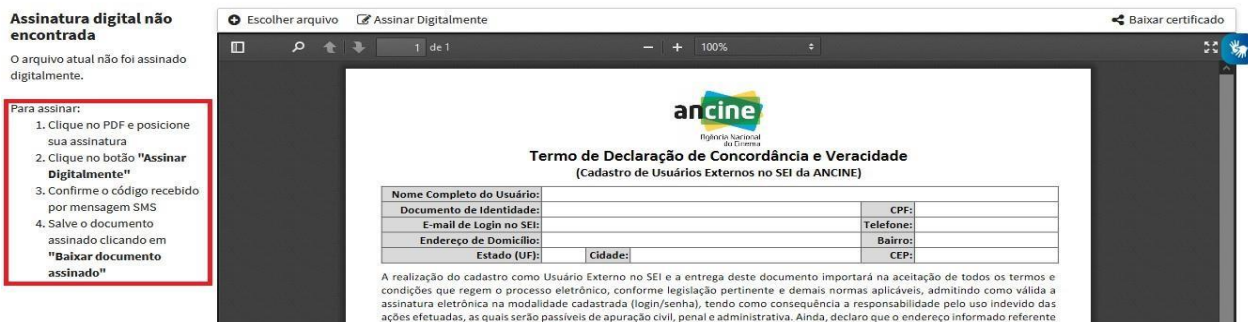 Assinatura digital não
encontrada
O arquivo atual não foi assinado
digitalmente.
Para assinar:
1. Clique no PDF e posicione
sua assinatura
2. Clique no botão "Assinar
Digitalmente"
3. Confirme o código recebido
por mensagem SMS
4. Salve o documento
assinado clicando em
"Baixar documento
assinado"
Escolher arquivo Assinar Digitalmente Baixar certificado
1 de 1 100%
ancine
Agência Nacional
do Cinema
Termo de Declaração de Concordância e Veracidade
(Cadastro de Usuários Externos no SEI da ANCINE)
Nome Completo do Usuário:
Documento de Identidade: CPF:
E-mail de Login no SEI: Telefone:
Endereço de Domicílio: Bairro:
Estado (UF): Cidade: CEP:
A realização do cadastro como Usuário Externo no SEI e a entrega deste documento importará na aceitação de todos os termos e
condições que regem o processo eletrônico, conforme legislação pertinente e demais normas aplicáveis, admitindo como válida a
assinatura eletrônica na modalidade cadastrada (login/senha), tendo como consequência a responsabilidade pelo uso indevido das
ações efetuadas, as quais serão passíveis de apuração civil, penal e administrativa. Ainda, declaro que o endereço informado referente